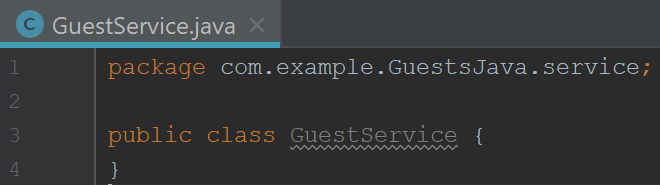 C GuestService.java
1 package com.example.GuestsJava.service;
2
3 public class GuestService {
4 }